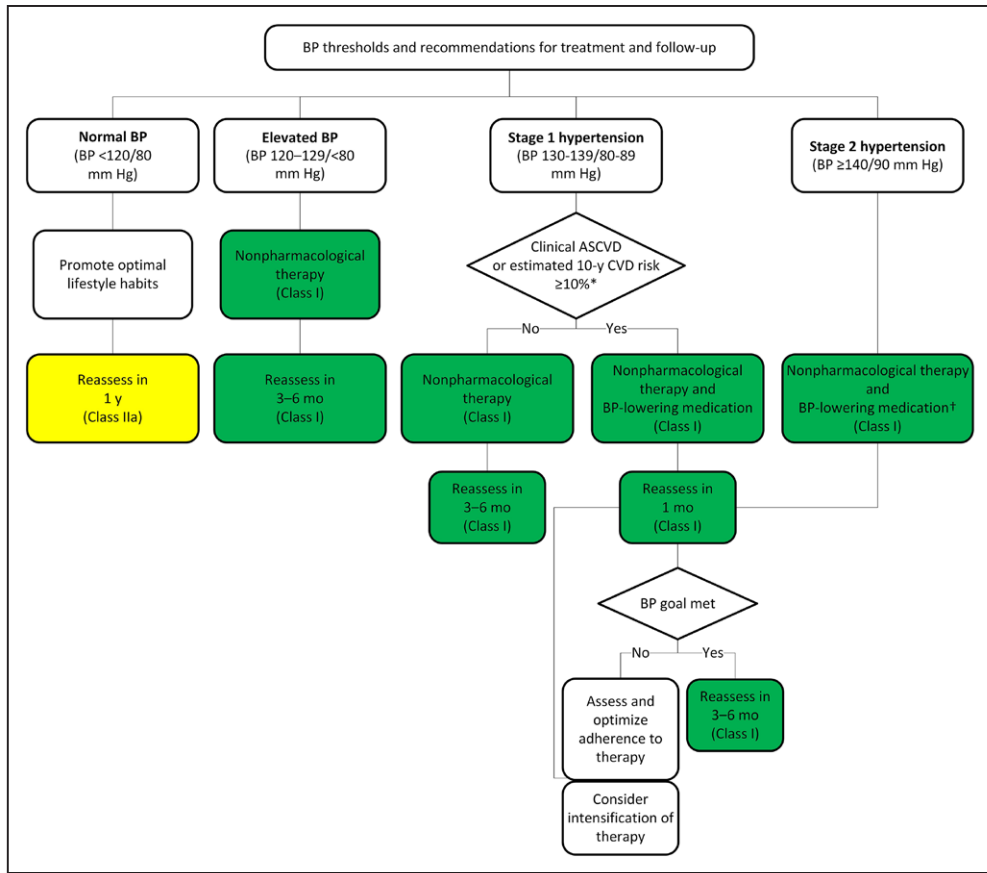 BP thresholds and recommendations for treatment and follow-up
Normal BP
(BP <120/80
mm Hg)
Elevated BP
(BP 120–129/<80
mm Hg)
Stage 1 hypertension
(BP 130-139/80-89
mm Hg)
Stage 2 hypertension
(BP ≥140/90 mm Hg)
Promote optimal
lifestyle habits
Nonpharmacological
therapy
(Class I)
Clinical ASCVD
or estimated 10-y CVD risk
≥10%*
No
Yes
Reassess in
1 y
(Class IIa)
Reassess in
3–6 mo
(Class I)
Nonpharmacological
therapy
(Class I)
Nonpharmacological
therapy and
BP-lowering medication
(Class I)
Nonpharmacological therapy
and
BP-lowering medication†
(Class I)
Reassess in
3–6 mo
(Class I)
Reassess in
1 mo
(Class I)
BP goal met
No
Yes
Assess and
optimize
adherence to
therapy
Reassess in
3–6 mo
(Class I)
Consider
intensification of
therapy